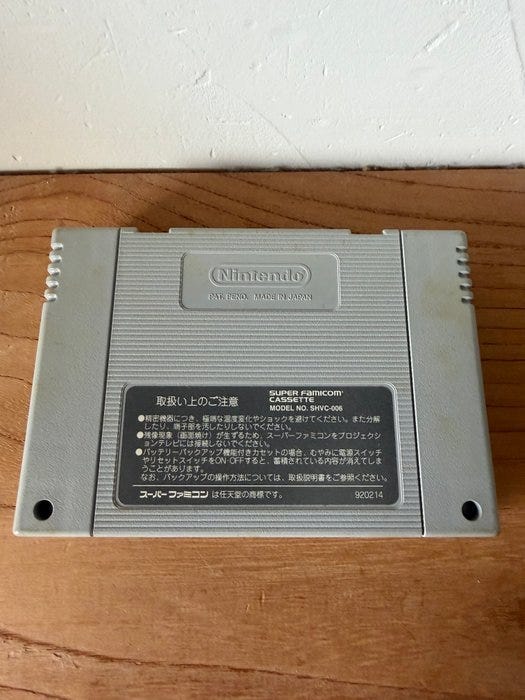 Nintendo
PAT. PEND. MADE IN JAPAN
取扱い上のご注意
SUPER FAMICOM
CASSETTE
MODEL NO. SHVC-006
●精密機器につき、極端な温度変化やショックを避けてください。また分解
したり、端子部を汚したりしないでください。
●残像現象(画面焼け)が生ずるため、スーパーファミコンをプロジェクシ
ョンテレビには接続しないでください。
●バッテリーバックアップ機能付きカセットの場合、むやみに電源スイッチ
やリセットスイッチをON・OFFすると、蓄積されている内容が消えてしま
うことがあります。
なお、バックアップの操作方法については、取扱説明書をご参照ください。
スーパーファミコン は任天堂の商標です。
920214